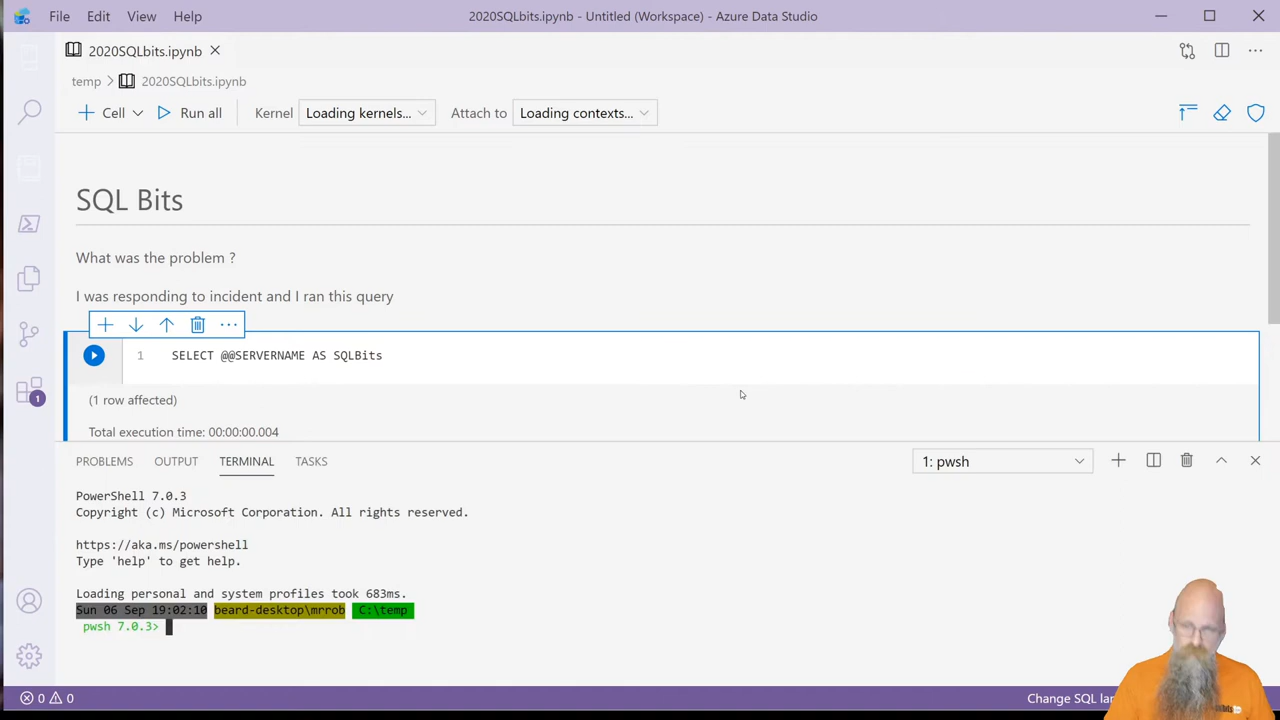 File Edit View Help 2020SQLbits.ipynb - Untitled (Workspace) - Azure Data Studio
2020SQLbits.ipynb
temp > 2020SQLbits.ipynb
+ Cell Run all Kernel Loading kernels... Attach to Loading contexts...
SQL Bits
What was the problem ?
I was responding to incident and I ran this query
1 SELECT @@SERVERNAME AS SQLBits
(1 row affected)
1
Total execution time: 00:00:00.004
PROBLEMS OUTPUT TERMINAL TASKS 1: pwsh
PowerShell 7.0.3
Copyright (c) Microsoft Corporation. All rights reserved.
https://aka.ms/powershell
Type 'help' to get help.
Loading personal and system profiles took 683ms.
Sun 06 Sep 19:02:10 beard-desktop\mrrob C:\temp
pwsh 7.0.3>
0 0 Change SQL